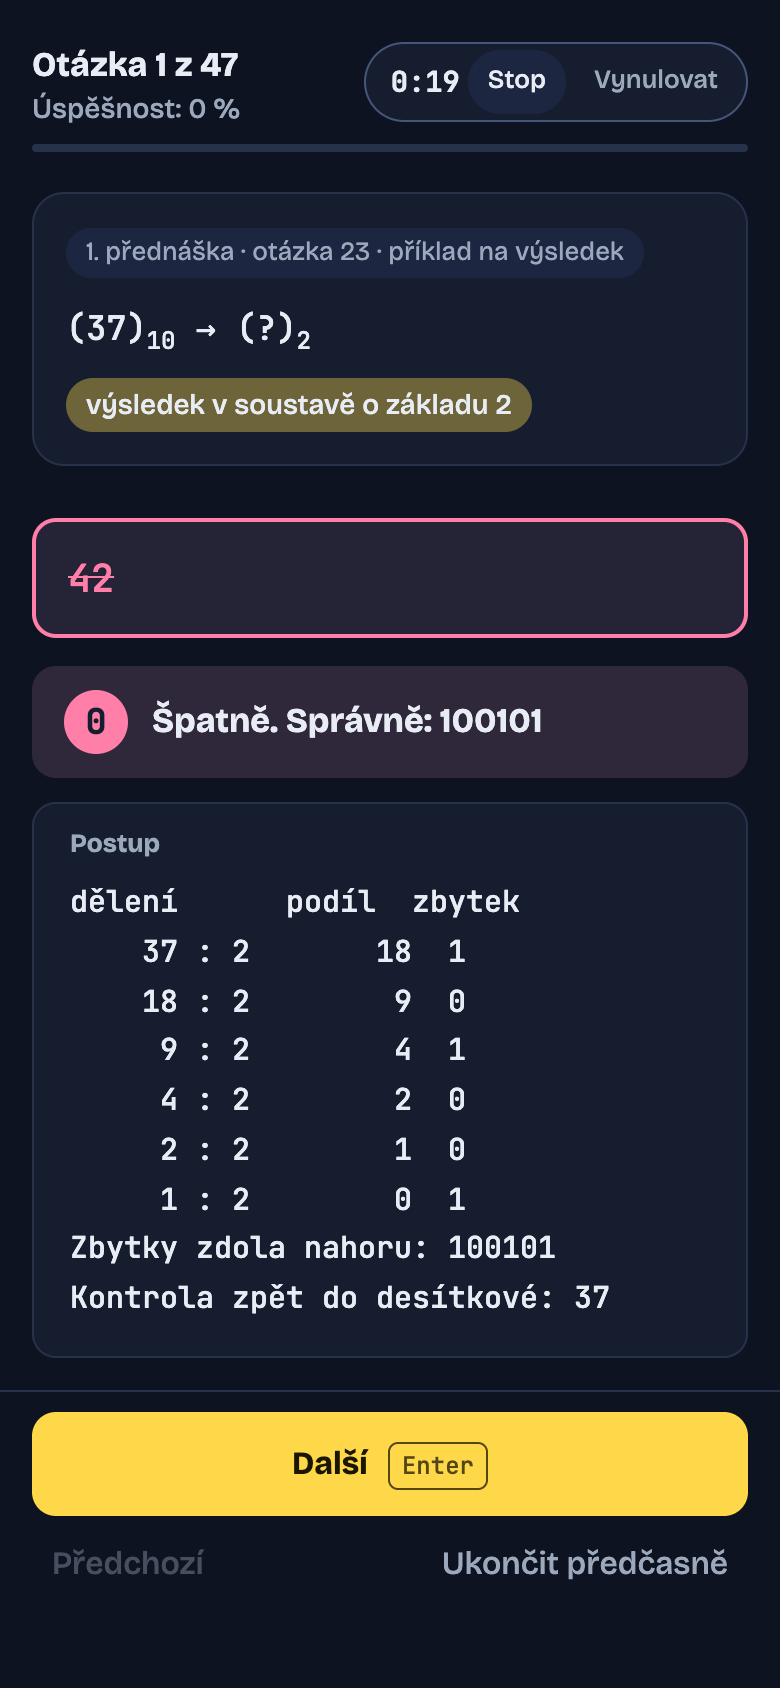 Otázka 1 z 47
Úspěšnost: 0 %
0:19 Stop Vynulovat
1. přednáška · otázka 23 · příklad na výsledek
(37)₁₀ → (?)₂
výsledek v soustavě o základu 2
42
0 Špatně. Správně: 100101
Postup
dělení podíl zbytek
37 : 2 18 1
18 : 2 9 0
9 : 2 4 1
4 : 2 2 0
2 : 2 1 0
1 : 2 0 1
Zbytky zdola nahoru: 100101
Kontrola zpět do desítkové: 37
Další Enter
Předchozí Ukončit předčasně